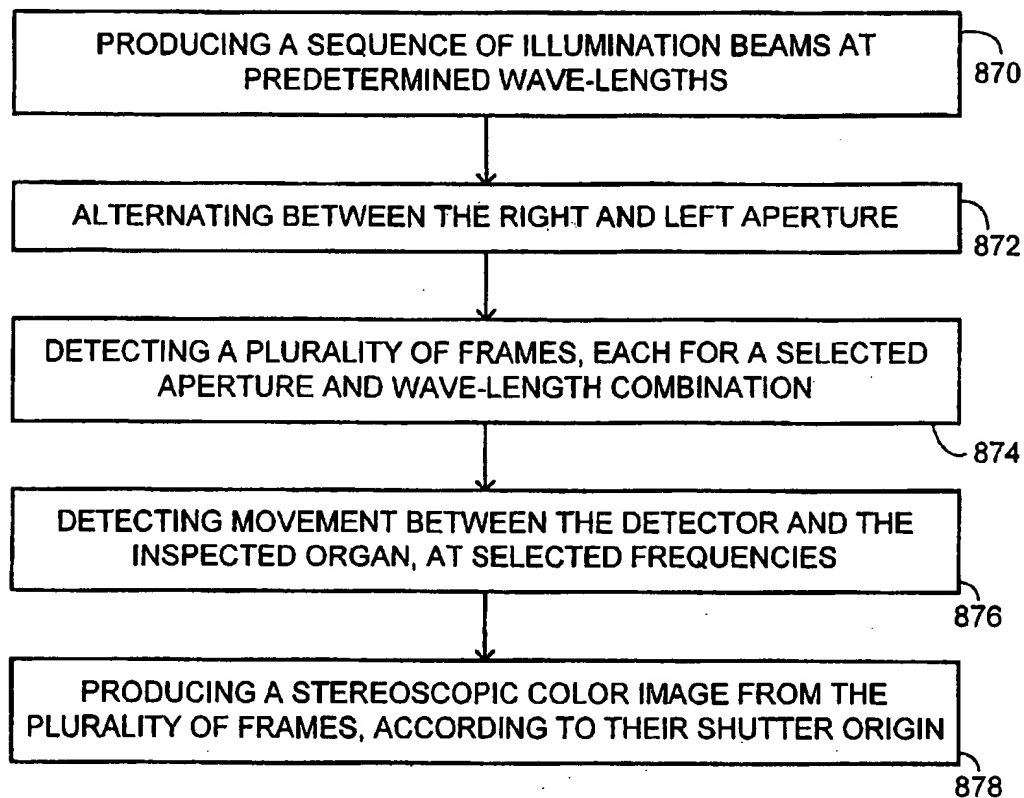 PRODUCING A SEQUENCE OF ILLUMINATION BEAMS AT
PREDETERMINED WAVE-LENGTHS
870
ALTERNATING BETWEEN THE RIGHT AND LEFT APERTURE
872
DETECTING A PLURALITY OF FRAMES, EACH FOR A SELECTED
APERTURE AND WAVE-LENGTH COMBINATION
874
DETECTING MOVEMENT BETWEEN THE DETECTOR AND THE
INSPECTED ORGAN, AT SELECTED FREQUENCIES
876
PRODUCING A STEREOSCOPIC COLOR IMAGE FROM THE
PLURALITY OF FRAMES, ACCORDING TO THEIR SHUTTER ORIGIN
878